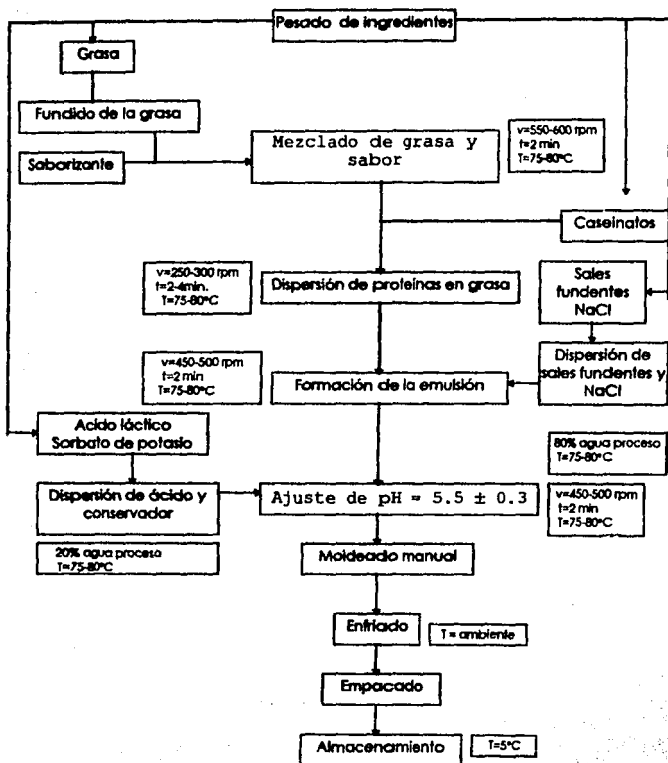 Pesado de ingredientes
Grasa
Fundido de la grasa
Saborizante
Mezclado de grasa y
sabor
v=550-600 rpm
t=2 min
T=75-80°C
Caseinatos
v=250-300 rpm
t=2-4min.
T=75-80°C
Dispersión de proteínas en grasa
Sales
fundentes
NaCl
v=450-500 rpm
t=2 min
T=75-80°C
Formación de la emulsión
Dispersión de
sales fundentes y
NaCl
Acido láctico
Sorbato de potasio
80% agua proceso
T=75-80°C
Dispersión de ácido y
conservador
Ajuste de pH = 5.5 ± 0.3
v=450-500 rpm
t=2 min
T=75-80°C
20% agua proceso
T=75-80°C
Moldeado manual
Enfriado
T = ambiente
Empacado
Almacenamiento
T=5°C